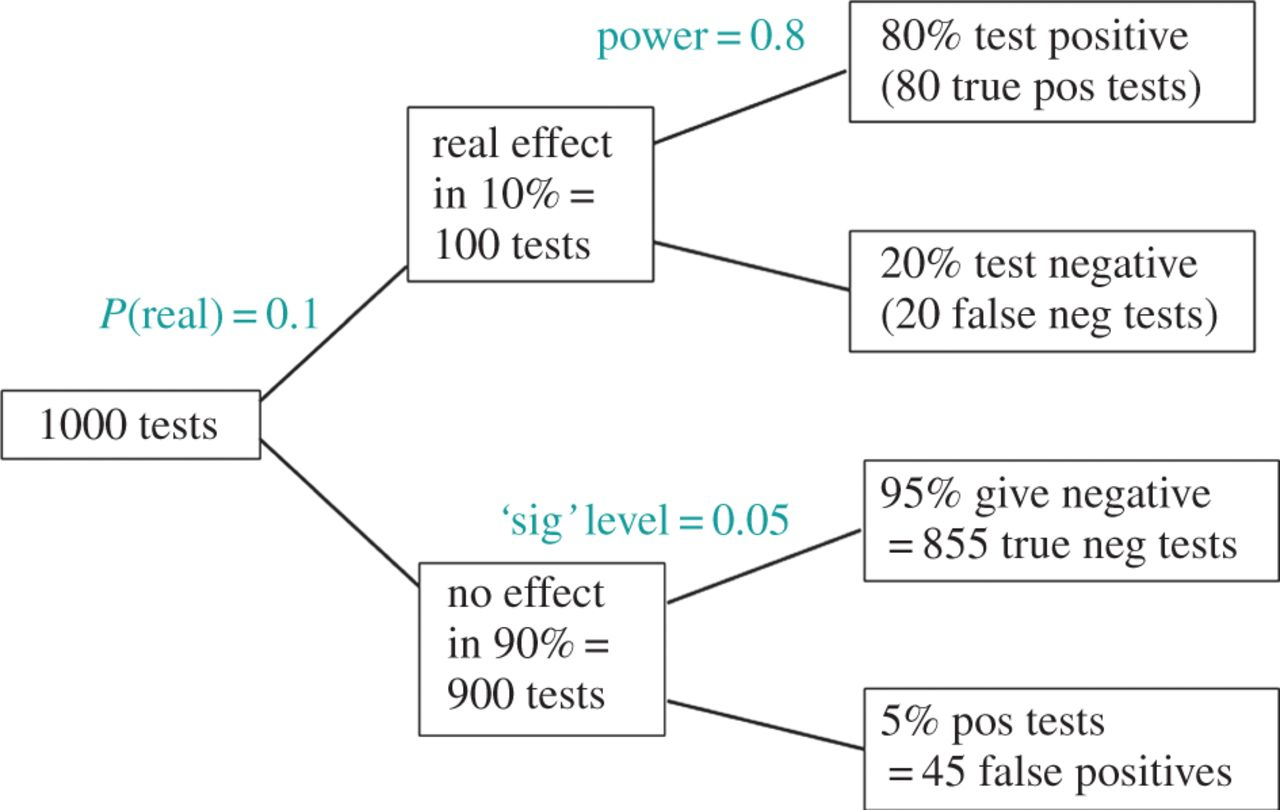 power = 0.8
80% test positive
(80 true pos tests)
real effect
in 10% =
100 tests
20% test negative
(20 false neg tests)
P(real) = 0.1
1000 tests
‘sig’ level = 0.05
95% give negative
= 855 true neg tests
no effect
in 90% =
900 tests
5% pos tests
= 45 false positives